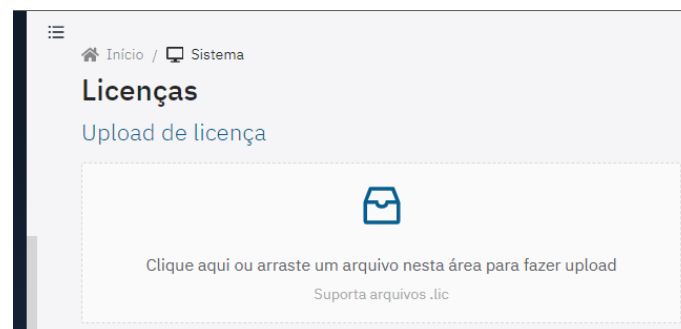 Início / Sistema
Licenças
Upload de licença
Clique aqui ou arraste um arquivo nesta área para fazer upload
Suporta arquivos .lic